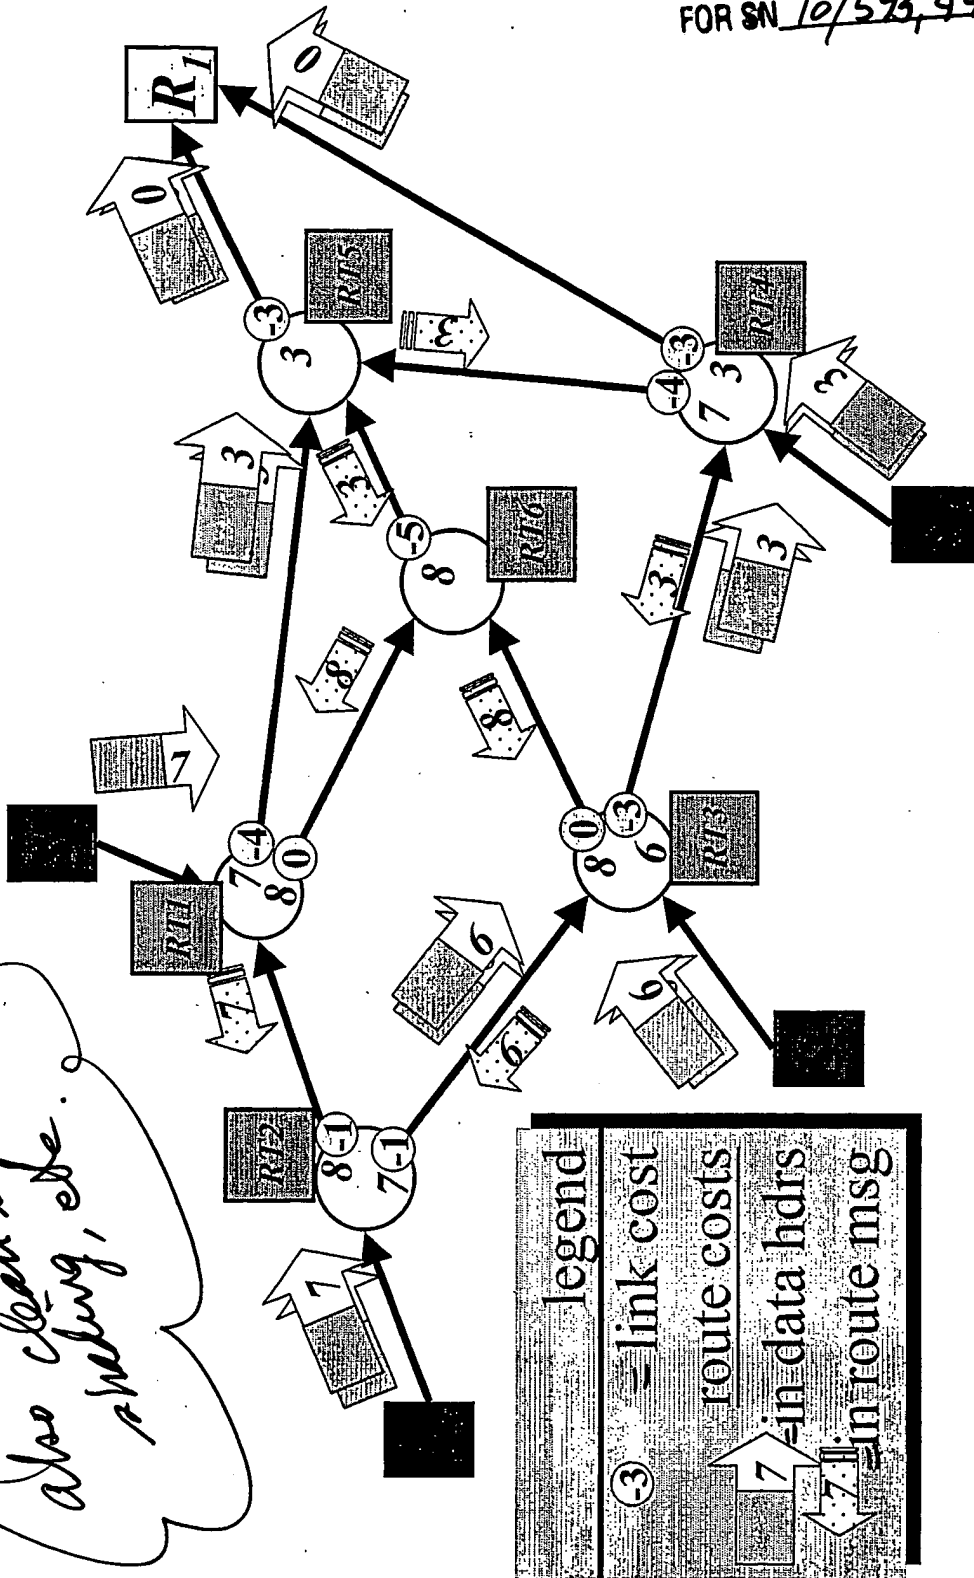 FOR SN 10/575,4
also clean
shading, etc.
R1
0
0
RT5
-3
3
3
3
3
RT4
-3
-4
7 3
3
RT6
-5
8
8
8
3
3
7
RT1
-4
7
0
8
7
RT3
0
-3
8
6
6
6
6
RT2
-1
8
-1
7
7
legend
-3 = link cost
route costs
7 =in data hdrs
7 =in route msg